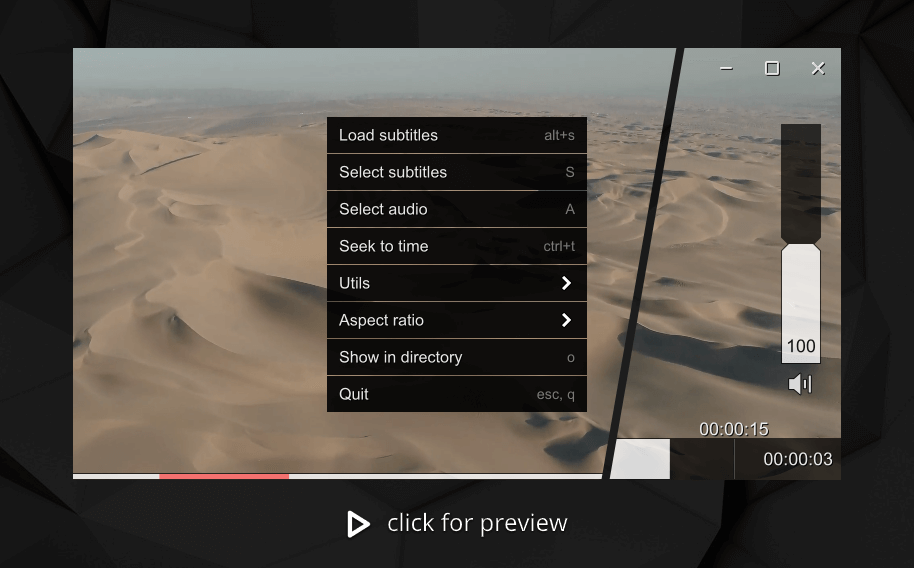 Load subtitles alt+s
Select subtitles S
Select audio A
Seek to time ctrl+t
Utils
Aspect ratio
Show in directory o
Quit esc, q
100
00:00:15
00:00:03
click for preview